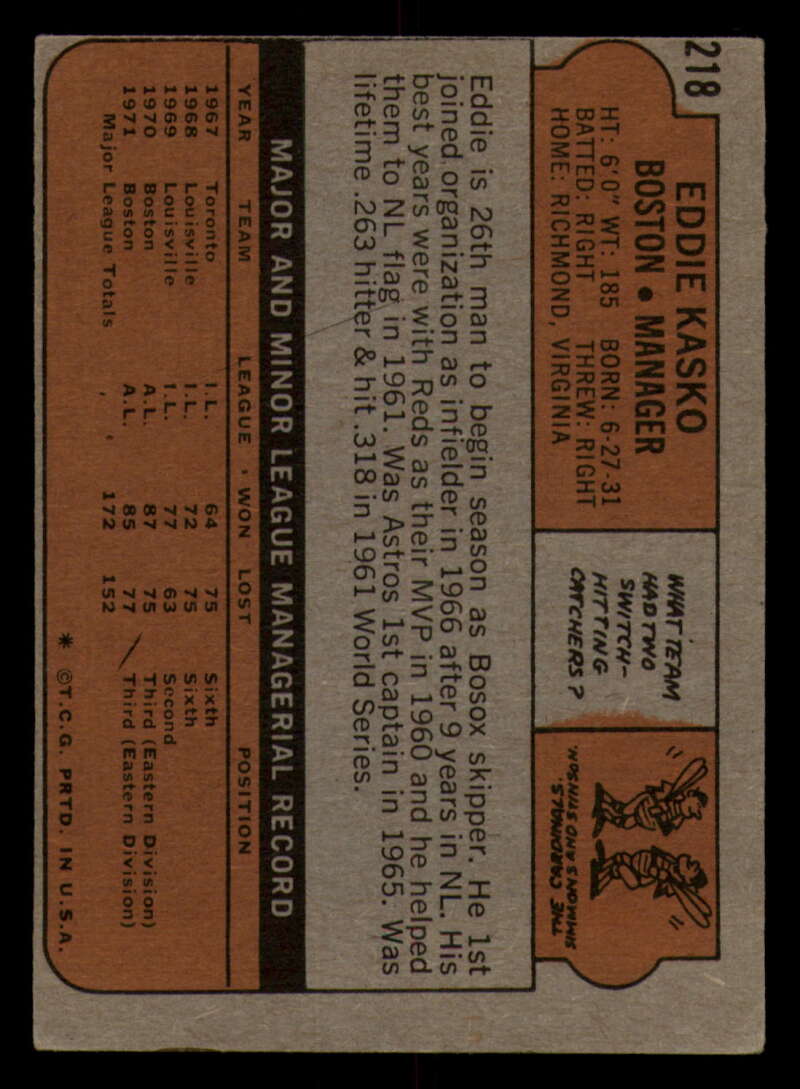 218
EDDIE KASKO
BOSTON • MANAGER
HT: 6'0" WT: 185 BORN: 6-27-31
BATTED: RIGHT THREW: RIGHT
HOME: RICHMOND, VIRGINIA
WHAT TEAM
HAD TWO
SWITCH-
HITTING
CATCHERS?
THE CARDINALS.
SIMMONS AND STINSON.
Eddie is 26th man to begin season as Bosox skipper. He 1st
joined organization as infielder in 1966 after 9 years in NL. His
best years were with Reds as their MVP in 1960 and he helped
them to NL flag in 1961. Was Astros 1st captain in 1965. Was
lifetime .263 hitter & hit .318 in 1961 World Series.
MAJOR AND MINOR LEAGUE MANAGERIAL RECORD
YEAR TEAM LEAGUE WON LOST POSITION
1967 Toronto I.L. 64 75 Sixth
1968 Louisville I.L. 72 75 Sixth
1969 Louisville I.L. 77 63 Second
1970 Boston A.L. 87 75 Third (Eastern Division)
1971 Boston A.L. 85 77 Third (Eastern Division)
Major League Totals 172 152
* ©T.C.G. PRTD. IN U.S.A.